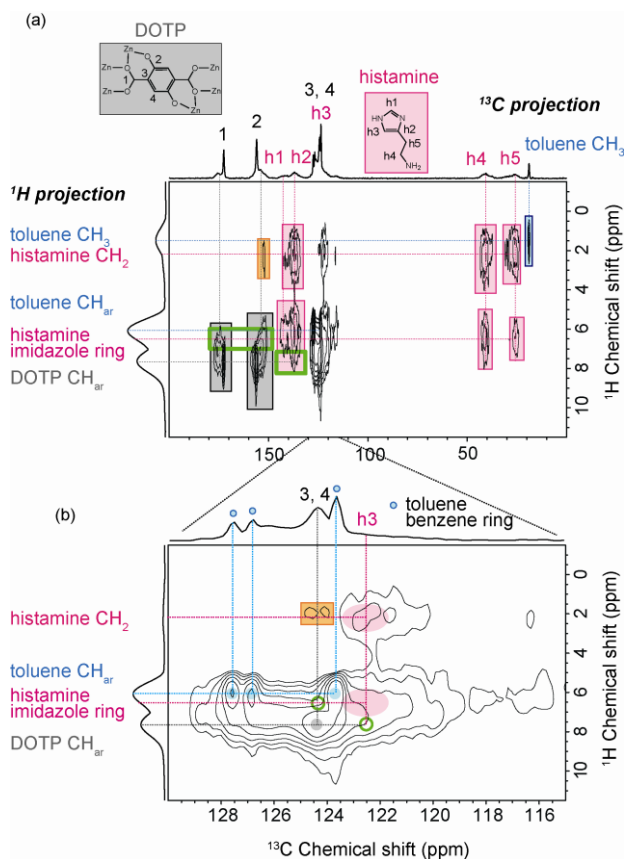 (a)
DOTP
Zn
Zn
O
2
Zn
O
O
Zn
1
3
O
4
O
O
Zn
Zn
O
Zn
3, 4
h3
histamine
h1
HN
N
h3
h2
h5
h4
NH2
13C projection
1
2
h1
h2
h4
h5
toluene CH3
1H projection
toluene CH3
histamine CH2
toluene CHar
histamine
imidazole ring
DOTP CHar
0
2
4
6
8
10
1H Chemical shift (ppm)
150
100
50
(b)
3, 4
h3
toluene
benzene ring
histamine CH2
toluene CHar
histamine
imidazole ring
DOTP CHar
0
2
4
6
8
10
1H Chemical shift (ppm)
128
126
124
122
120
118
116
13C Chemical shift (ppm)